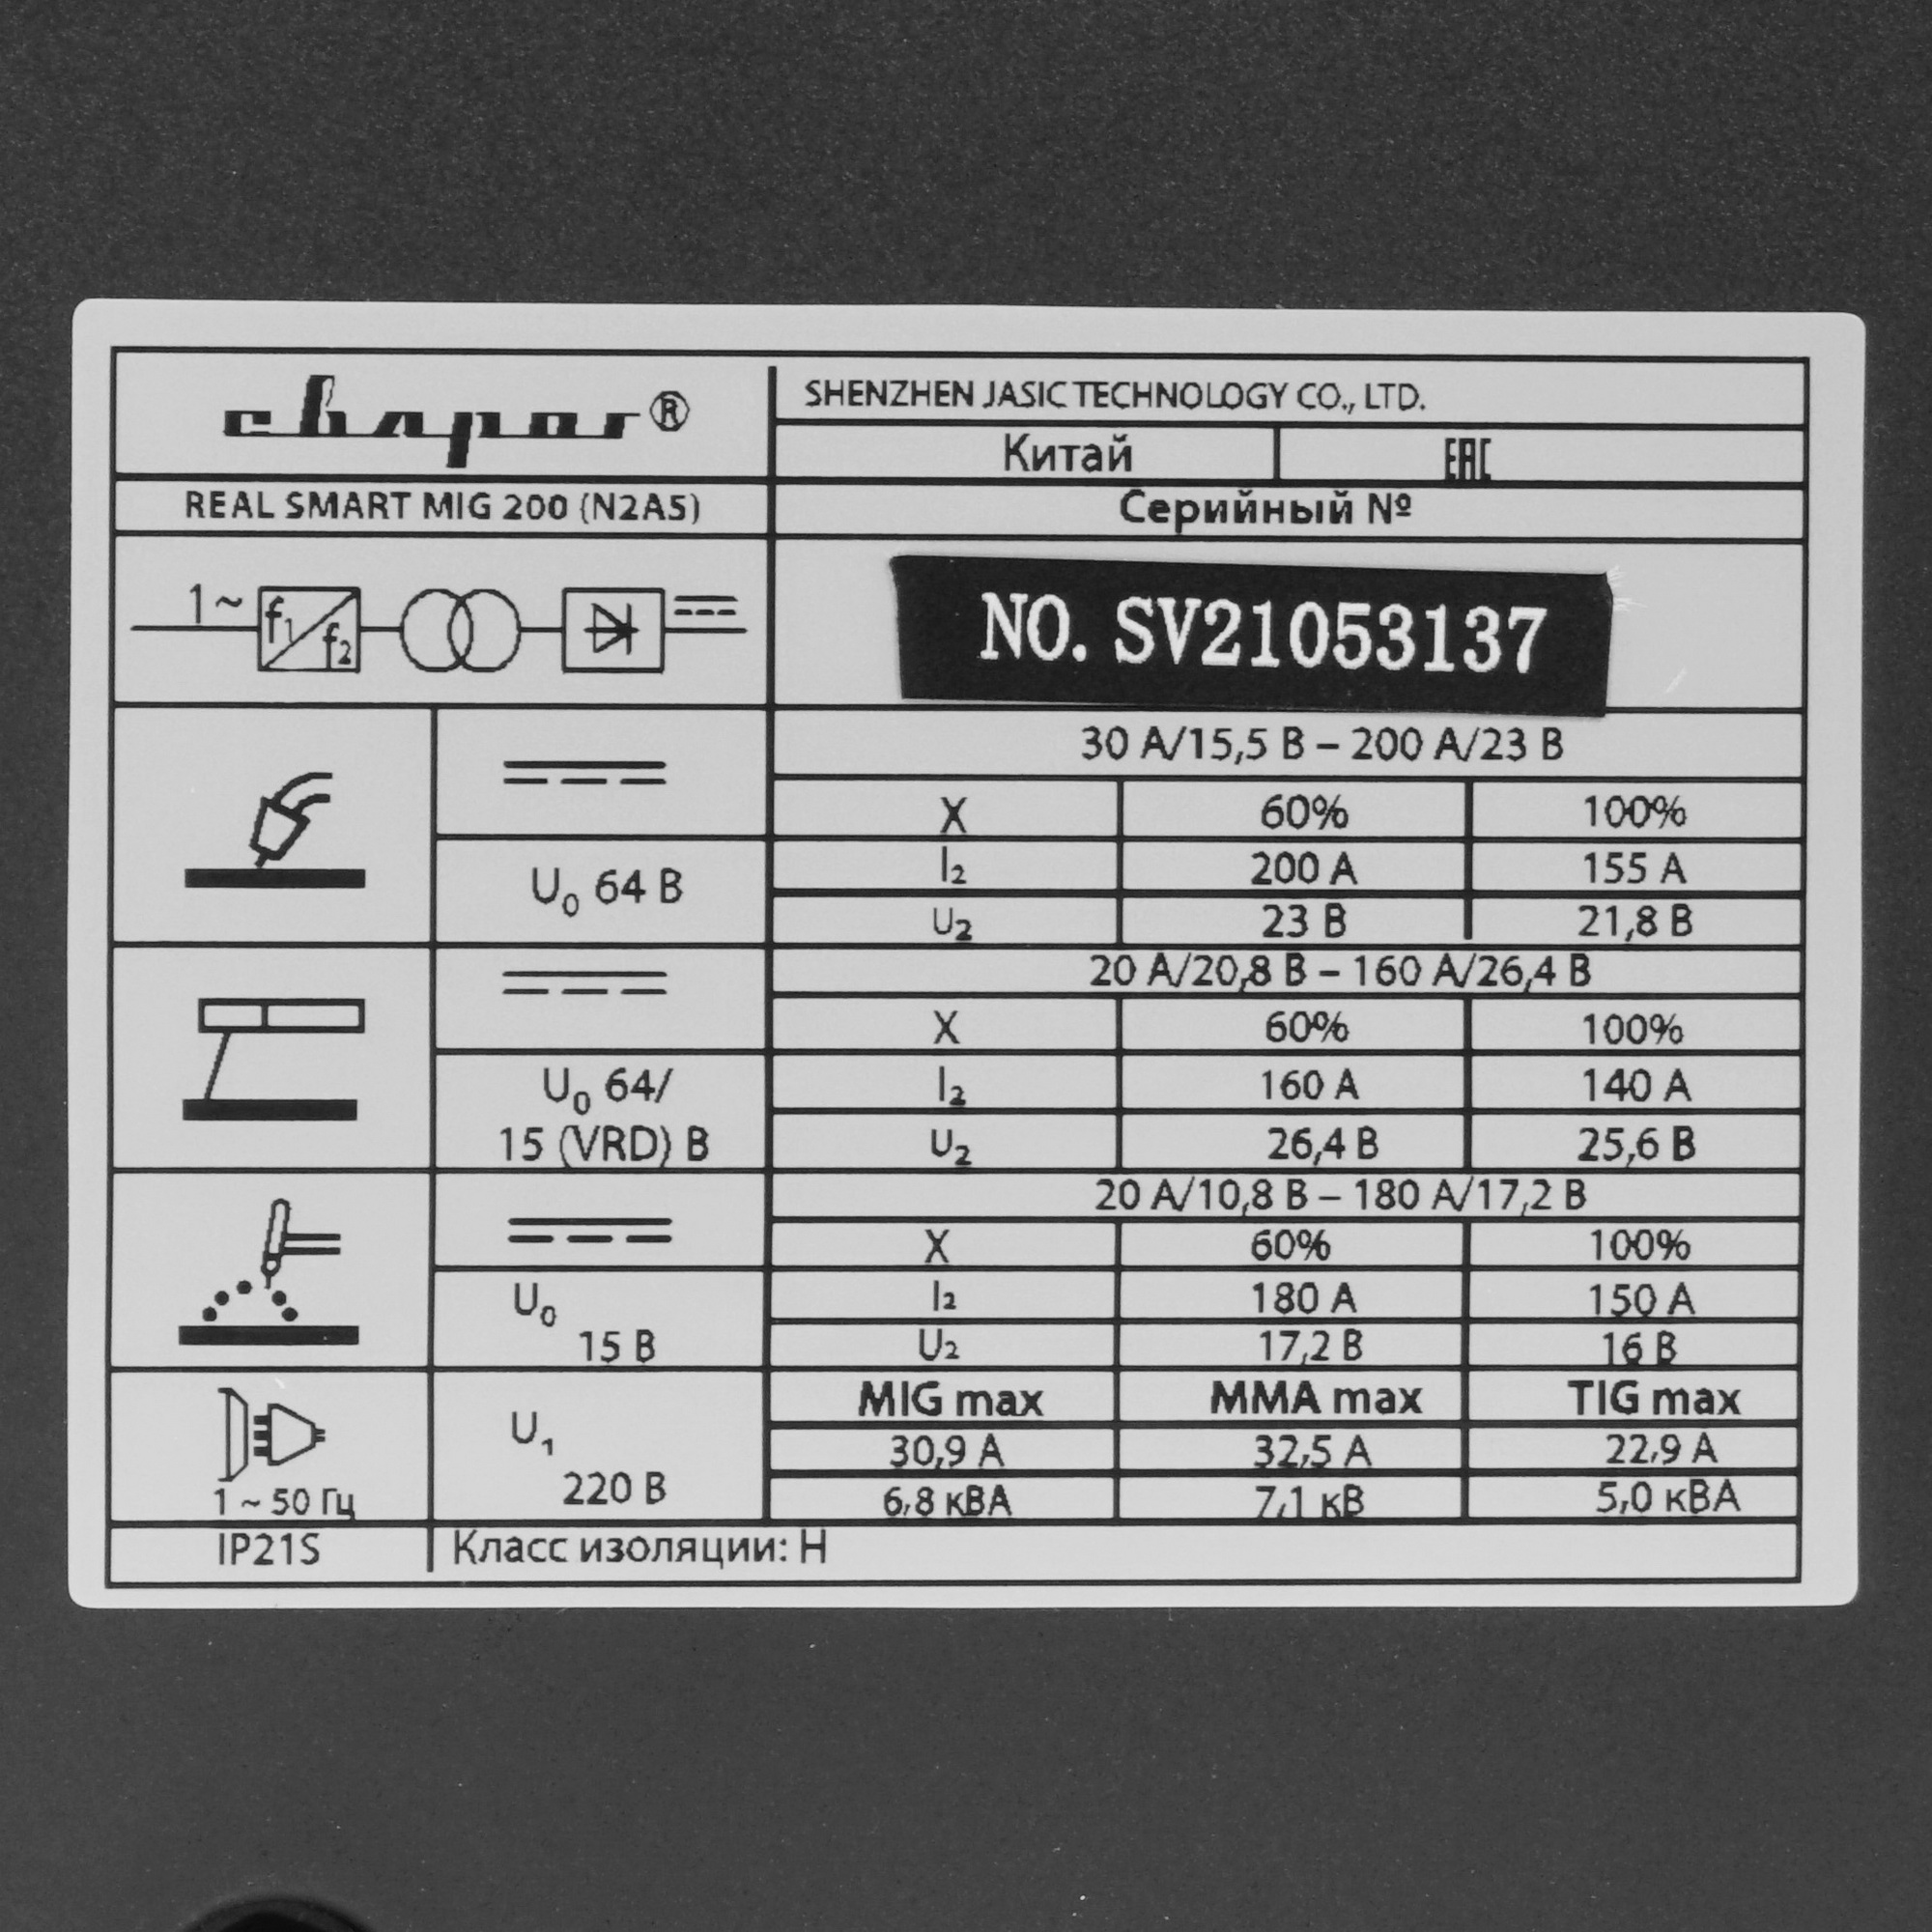 сварог®
SHENZHEN JASIC TECHNOLOGY CO., LTD.
Китай EAC
REAL SMART MIG 200 (N2A5)
Серийный №
1~ f1 f2
NO. SV21053137
30 А/15,5 В – 200 А/23 В
X 60% 100%
U0 64 В
I2 200 А 155 А
U2 23 В 21,8 В
20 А/20,8 В – 160 А/26,4 В
X 60% 100%
U0 64/
15 (VRD) В
I2 160 А 140 А
U2 26,4 В 25,6 В
20 А/10,8 В – 180 А/17,2 В
X 60% 100%
U0
15 В
I2 180 А 150 А
U2 17,2 В 16 В
1 ~ 50 Гц
U1
220 В
MIG max MMA max TIG max
30,9 А 32,5 А 22,9 А
6,8 кВА 7,1 кВ 5,0 кВА
IP21S Класс изоляции: H